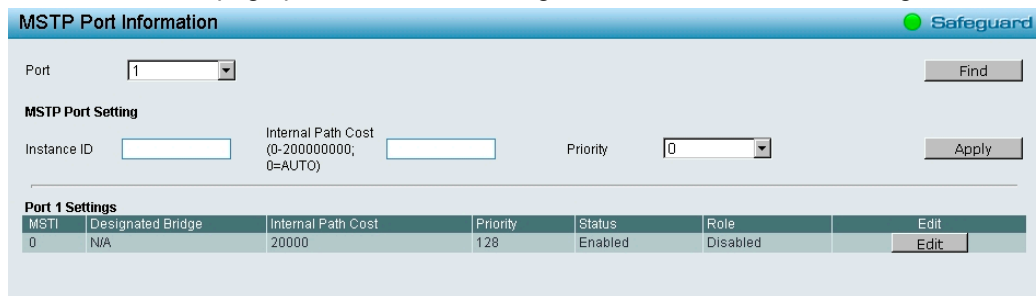 MSTP Port Information
Safeguard
Port
1
Find
MSTP Port Setting
Instance ID
Internal Path Cost
(0-200000000;
0=AUTO)
Priority
0
Apply
Port 1 Settings
MSTI Designated Bridge Internal Path Cost Priority Status Role Edit
0 N/A 20000 128 Enabled Disabled Edit